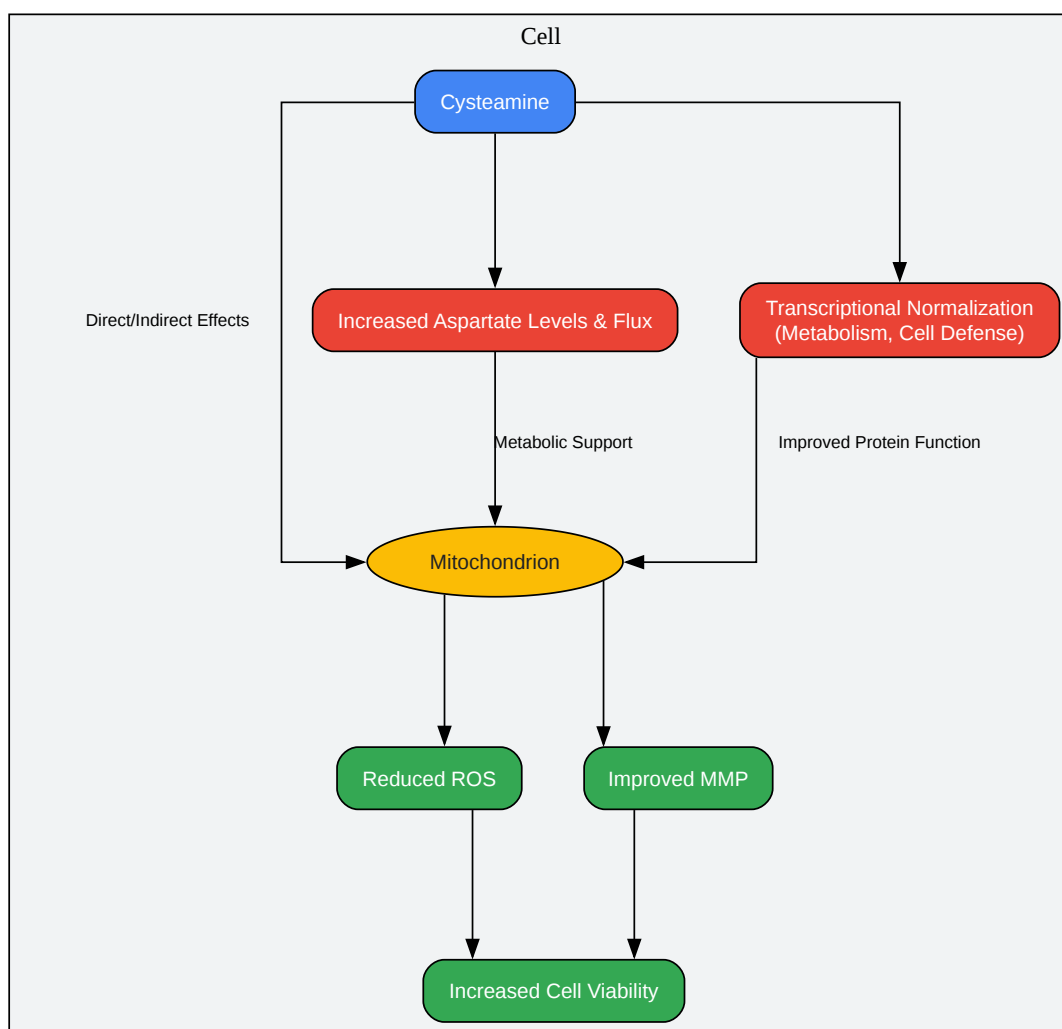 Cell
Cysteamine
Direct/Indirect Effects
Increased Aspartate Levels & Flux
Transcriptional Normalization
(Metabolism, Cell Defense)
Metabolic Support
Improved Protein Function
Mitochondrion
Reduced ROS
Improved MMP
Increased Cell Viability